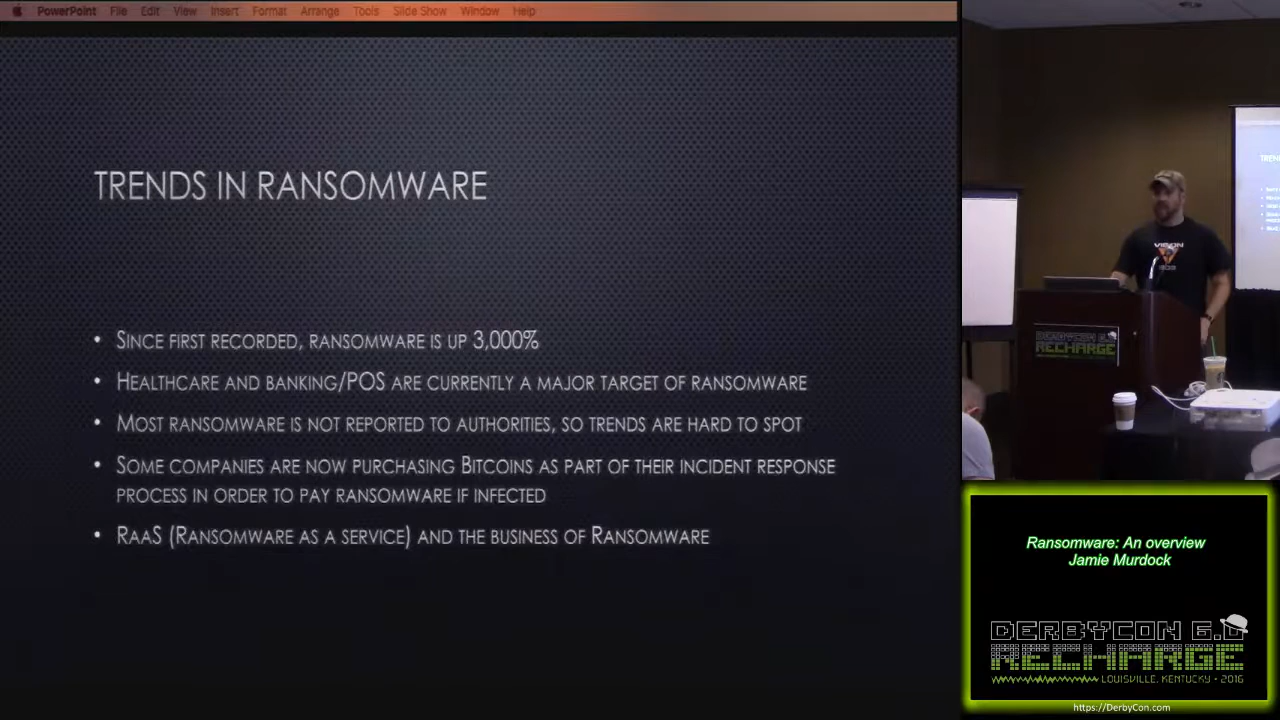 PowerPoint File Edit View Insert Format Arrange Tools Slide Show Window Help
TRENDS IN RANSOMWARE
• SINCE FIRST RECORDED, RANSOMWARE IS UP 3,000%
• HEALTHCARE AND BANKING/POS ARE CURRENTLY A MAJOR TARGET OF RANSOMWARE
• MOST RANSOMWARE IS NOT REPORTED TO AUTHORITIES, SO TRENDS ARE HARD TO SPOT
• SOME COMPANIES ARE NOW PURCHASING BITCOINS AS PART OF THEIR INCIDENT RESPONSE
PROCESS IN ORDER TO PAY RANSOMWARE IF INFECTED
• RAAS (RANSOMWARE AS A SERVICE) AND THE BUSINESS OF RANSOMWARE
RECHARGE
Ransomware: An overview
Jamie Murdock
DERBYCON 6.0
RECHARGE
LOUISVILLE, KENTUCKY • 2016
https://DerbyCon.com